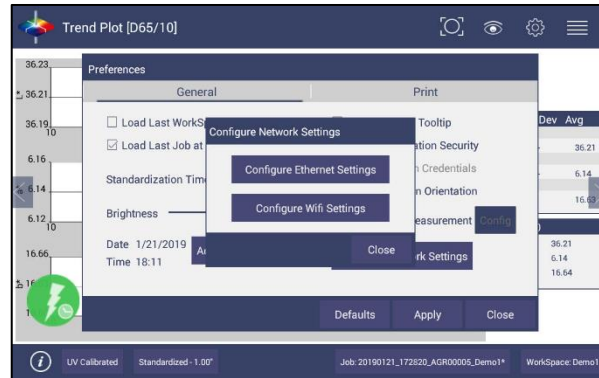 Trend Plot [D65/10]
36.23
36.21
36.19
10
6.16
6.14
6.12
10
16.66
Preferences
General
Print
Load Last WorkS
Load Last Job at
Standardization Time
Brightness
Date 1/21/2019
Time 18:11
Tooltip
ation Security
n Credentials
n Orientation
easurement Config
rk Settings
Configure Network Settings
Configure Ethernet Settings
Configure Wifi Settings
Close
Defaults Apply Close
Dev Avg
36.21
6.14
16.63
36.21
6.14
16.64
UV Calibrated
Standardized - 1.00"
Job: 20190121_172820_AGR00005_Demo1*
WorkSpace: Demo1